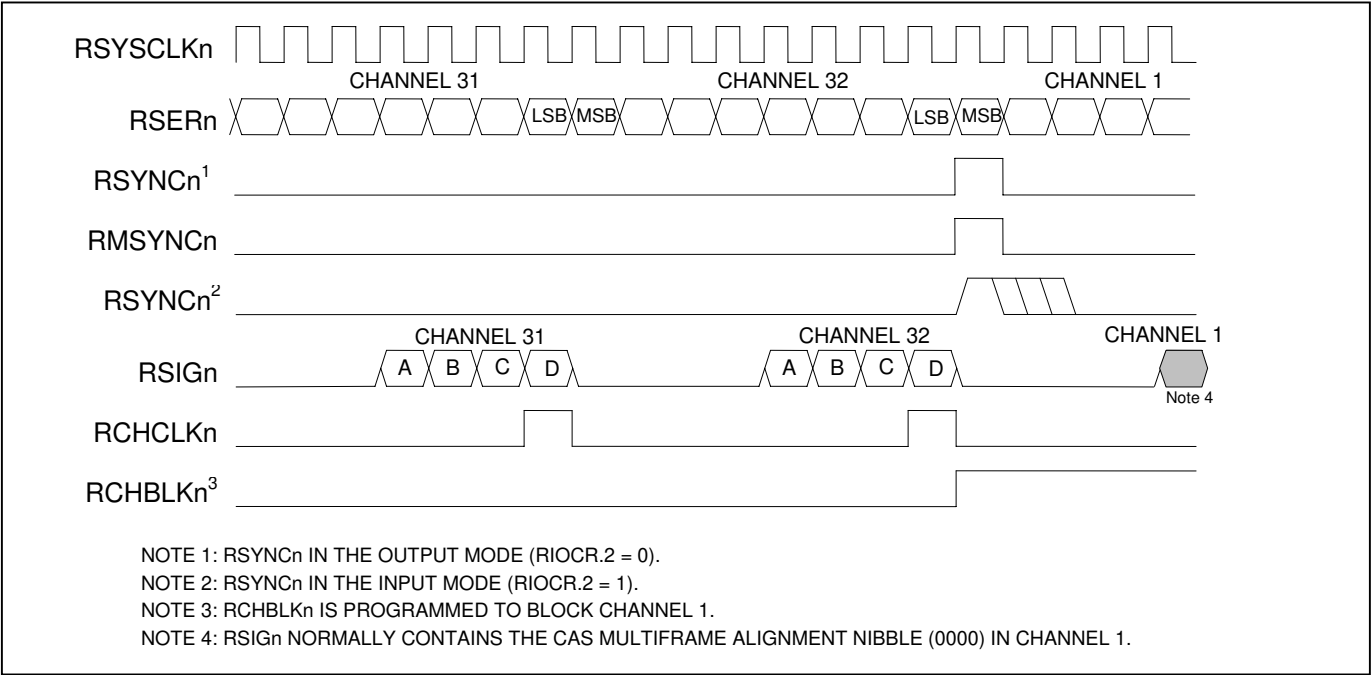 RSYSCLKn
CHANNEL 31 CHANNEL 32 CHANNEL 1
RSERn LSB MSB LSB MSB
RSYNCn¹
RMSYNCn
RSYNCn²
CHANNEL 31 CHANNEL 32 CHANNEL 1
RSIGn A B C D A B C D
Note 4
RCHCLKn
RCHBLKn³
NOTE 1: RSYNCn IN THE OUTPUT MODE (RIOCR.2 = 0).
NOTE 2: RSYNCn IN THE INPUT MODE (RIOCR.2 = 1).
NOTE 3: RCHBLKn IS PROGRAMMED TO BLOCK CHANNEL 1.
NOTE 4: RSIGn NORMALLY CONTAINS THE CAS MULTIFRAME ALIGNMENT NIBBLE (0000) IN CHANNEL 1.